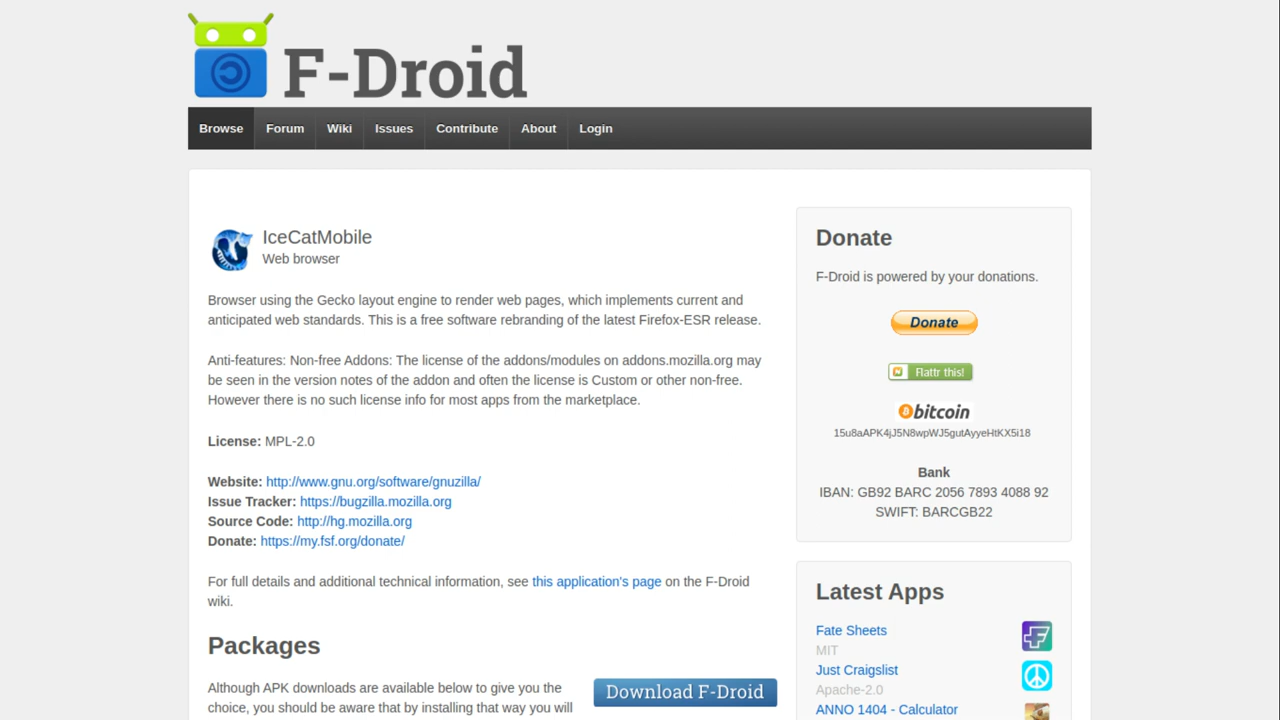 F-Droid
Browse Forum Wiki Issues Contribute About Login
IceCatMobile
Web browser
Browser using the Gecko layout engine to render web pages, which implements current and
anticipated web standards. This is a free software rebranding of the latest Firefox-ESR release.
Anti-features: Non-free Addons: The license of the addons/modules on addons.mozilla.org may
be seen in the version notes of the addon and often the license is Custom or other non-free.
However there is no such license info for most apps from the marketplace.
License: MPL-2.0
Website: http://www.gnu.org/software/gnuzilla/
Issue Tracker: https://bugzilla.mozilla.org
Source Code: http://hg.mozilla.org
Donate: https://my.fsf.org/donate/
For full details and additional technical information, see this application's page on the F-Droid
wiki.
Packages
Although APK downloads are available below to give you the
choice, you should be aware that by installing that way you will
Download F-Droid
Donate
F-Droid is powered by your donations.
Donate
Flattr this!
bitcoin
15u8aAPK4jJ5N8wpWJ5gutAyyeHtKX5i18
Bank
IBAN: GB92 BARC 2056 7893 4088 92
SWIFT: BARCGB22
Latest Apps
Fate Sheets
MIT
Just Craigslist
Apache-2.0
ANNO 1404 - Calculator